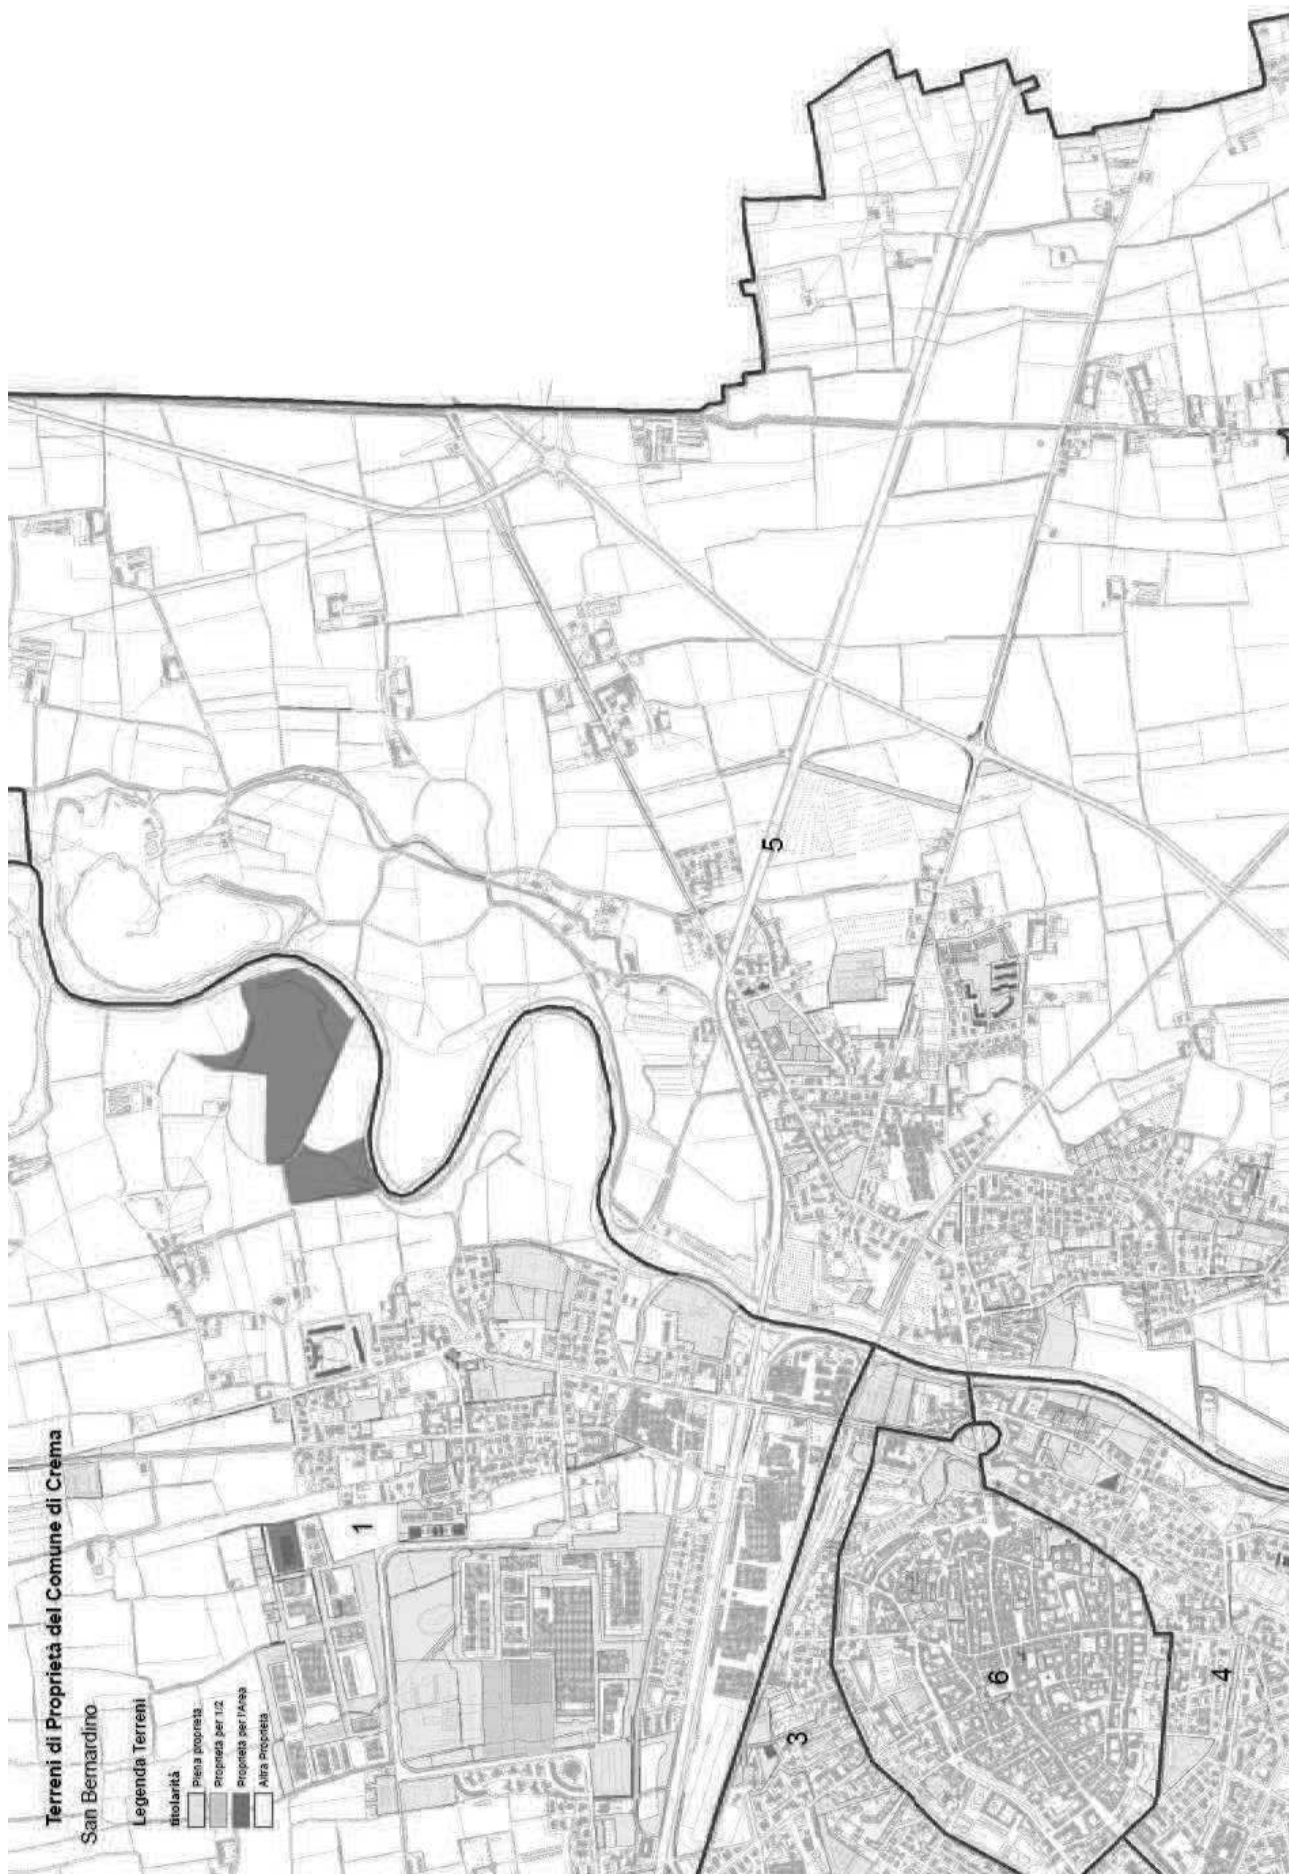 Terreni di Proprietà del Comune di Crema
San Bernardino
Legenda Terreni
titolarità
Piena proprietà
Proprietà per 1/2
Proprietà per l'Area
Altra Proprietà
1
3
4
5
6